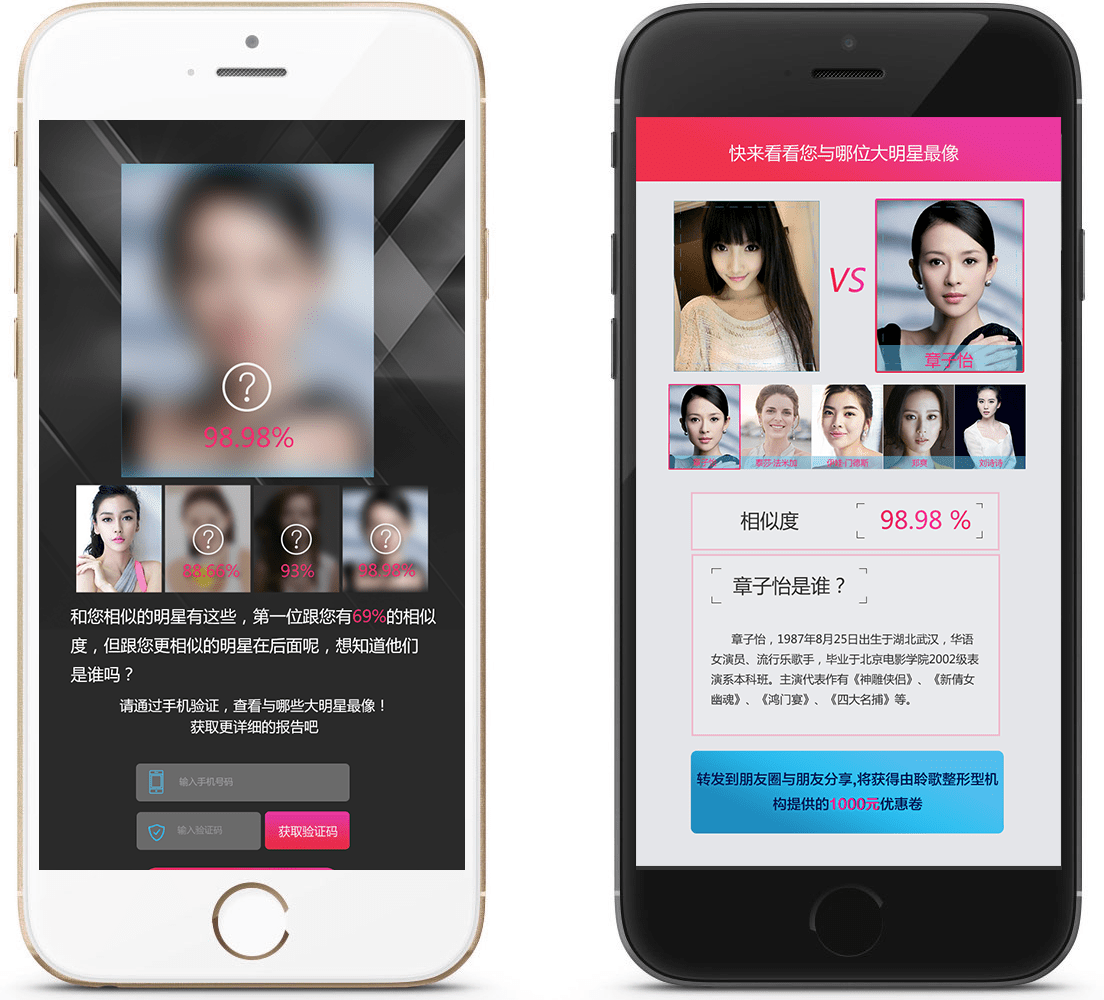 98.98%
88.66%
93%
98.98%
和您相似的明星有这些，第一位跟您有69%的相似
度，但跟您更相似的明星在后面呢，想知道他们
是谁吗？
请通过手机验证，查看与哪些大明星最像！
获取更详细的报告吧
输入手机号码
输入验证码
获取验证码
快来看看您与哪位大明星最像
VS
章子怡
章子怡
泰莎·法米加
门德斯
郑爽
刘诗诗
相似度
98.98 %
章子怡是谁？
章子怡，1987年8月25日出生于湖北武汉，华语
女演员、流行乐歌手，毕业于北京电影学院2002级表
演系本科班。主演代表作有《神雕侠侣》、《新倩女
幽魂》、《鸿门宴》、《四大名捕》等。
转发到朋友圈与朋友分享,将获得由聆歌整形型机
构提供的1000元优惠卷